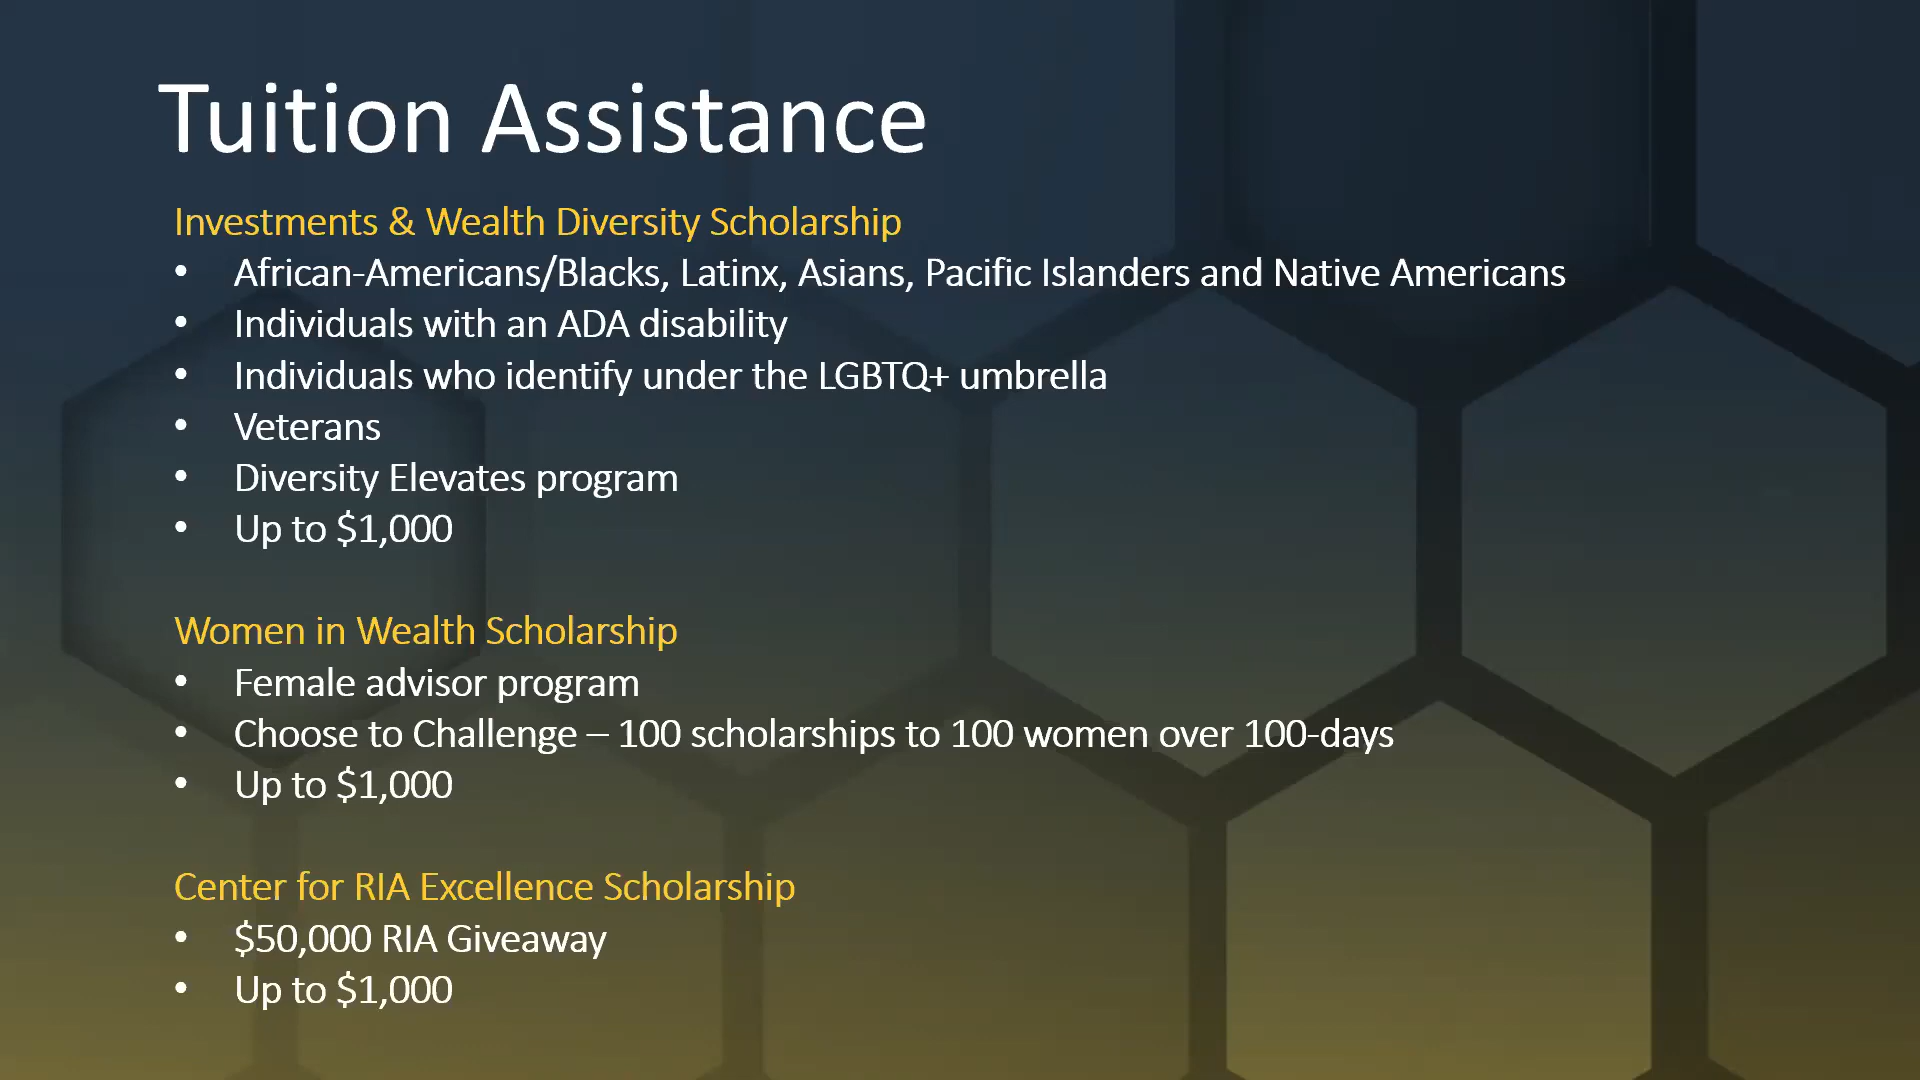 Tuition Assistance
Investments & Wealth Diversity Scholarship
• African-Americans/Blacks, Latinx, Asians, Pacific Islanders and Native Americans
• Individuals with an ADA disability
• Individuals who identify under the LGBTQ+ umbrella
• Veterans
• Diversity Elevates program
• Up to $1,000
Women in Wealth Scholarship
• Female advisor program
• Choose to Challenge – 100 scholarships to 100 women over 100-days
• Up to $1,000
Center for RIA Excellence Scholarship
• $50,000 RIA Giveaway
• Up to $1,000